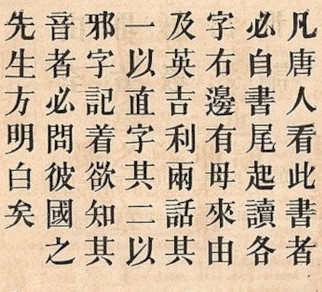 凡唐人看此書者
必自書尾起讀各
字右邊有母來由
及英吉利兩話其
一以直字其二以
邪字記着欲知其
音者必問彼國之
先生方明白矣